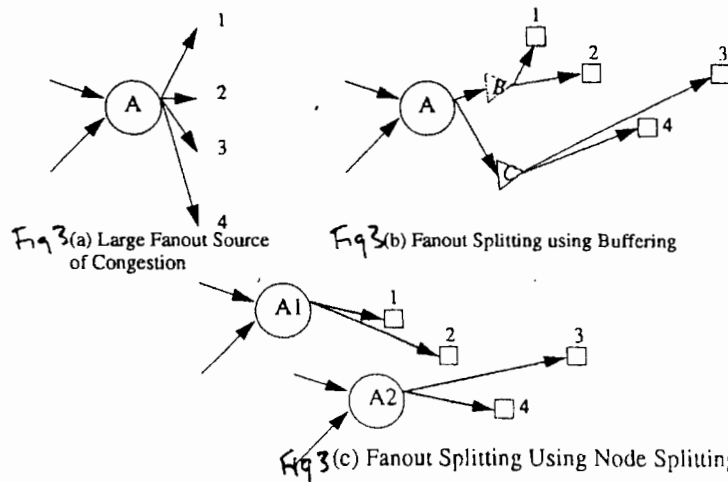 1
A
2
3
4
Fig 3 (a) Large Fanout Source
of Congestion
1
B
2
3
A
4
C
Fig 3 (b) Fanout Splitting using Buffering
A1
1
2
3
A2
4
Fig 3 (c) Fanout Splitting Using Node Splitting